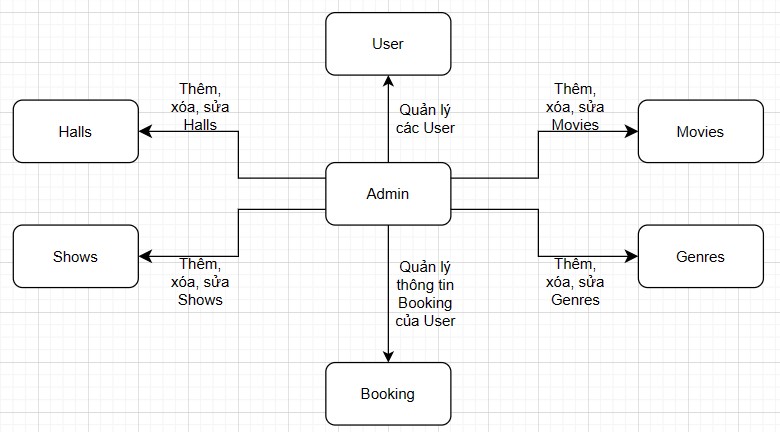 User
Thêm,
xóa, sửa
Halls
Quản lý
các User
Thêm,
xóa, sửa
Movies
Halls
Movies
Admin
Shows
Thêm,
xóa, sửa
Shows
Quản lý
thông tin
Booking
của User
Thêm,
xóa, sửa
Genres
Genres
Booking